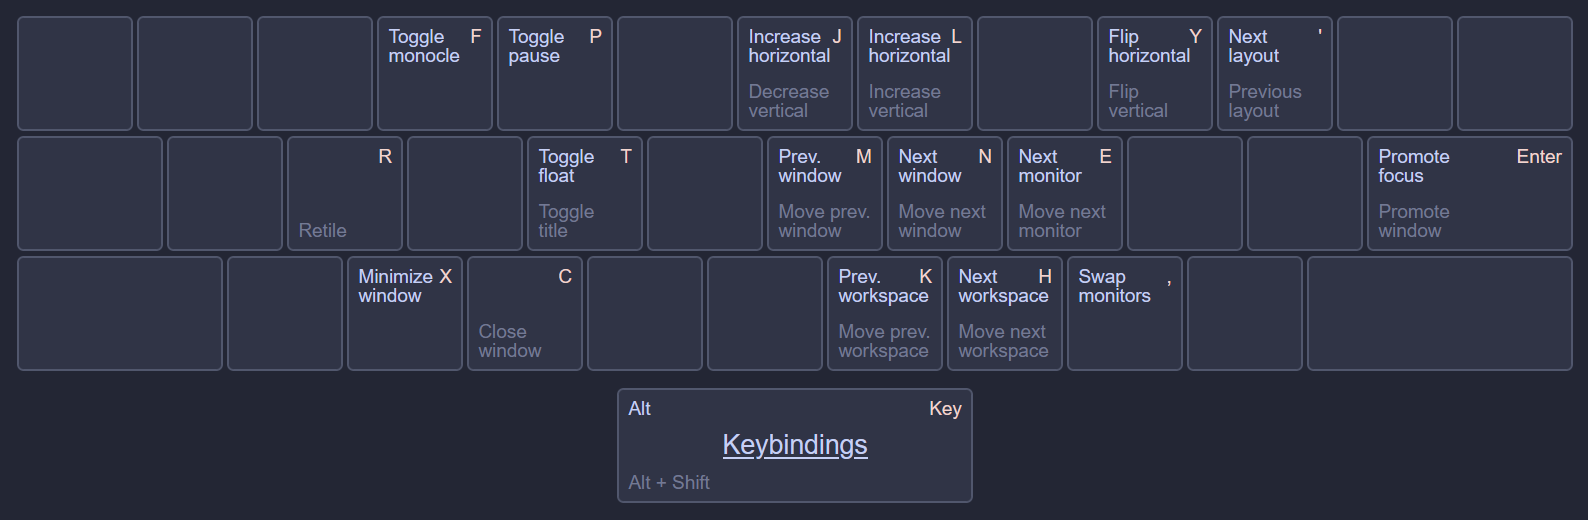 Toggle F
monocle
Toggle P
pause
Increase J
horizontal
Decrease
vertical
Increase L
horizontal
Increase
vertical
Flip Y
horizontal
Flip
vertical
Next '
layout
Previous
layout
R
Retile
Toggle T
float
Toggle
title
Prev. M
window
Move prev.
window
Next N
window
Move next
window
Next E
monitor
Move next
monitor
Promote Enter
focus
Promote
window
Minimize X
window
C
Close
window
Prev. K
workspace
Move prev.
workspace
Next H
workspace
Move next
workspace
Swap ,
monitors
Alt Key
Keybindings
Alt + Shift